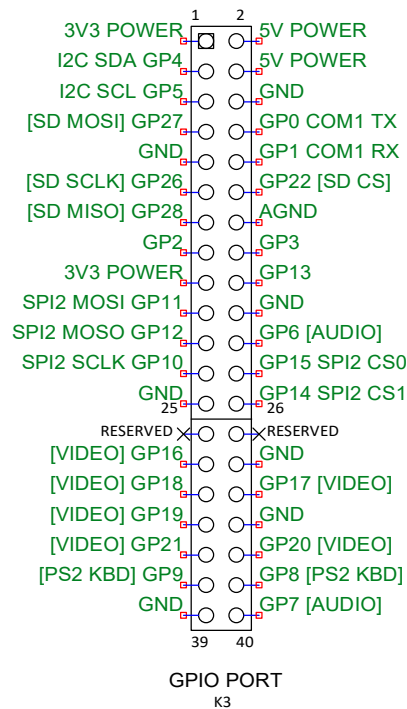 1 2
3V3 POWER 5V POWER
I2C SDA GP4 5V POWER
I2C SCL GP5 GND
[SD MOSI] GP27 GP0 COM1 TX
GND GP1 COM1 RX
[SD SCLK] GP26 GP22 [SD CS]
[SD MISO] GP28 AGND
GP2 GP3
3V3 POWER GP13
SPI2 MOSI GP11 GND
SPI2 MOSO GP12 GP6 [AUDIO]
SPI2 SCLK GP10 GP15 SPI2 CS0
GND GP14 SPI2 CS1
25 26
RESERVED RESERVED
[VIDEO] GP16 GND
[VIDEO] GP18 GP17 [VIDEO]
[VIDEO] GP19 GND
[VIDEO] GP21 GP20 [VIDEO]
[PS2 KBD] GP9 GP8 [PS2 KBD]
GND GP7 [AUDIO]
39 40
GPIO PORT
K3